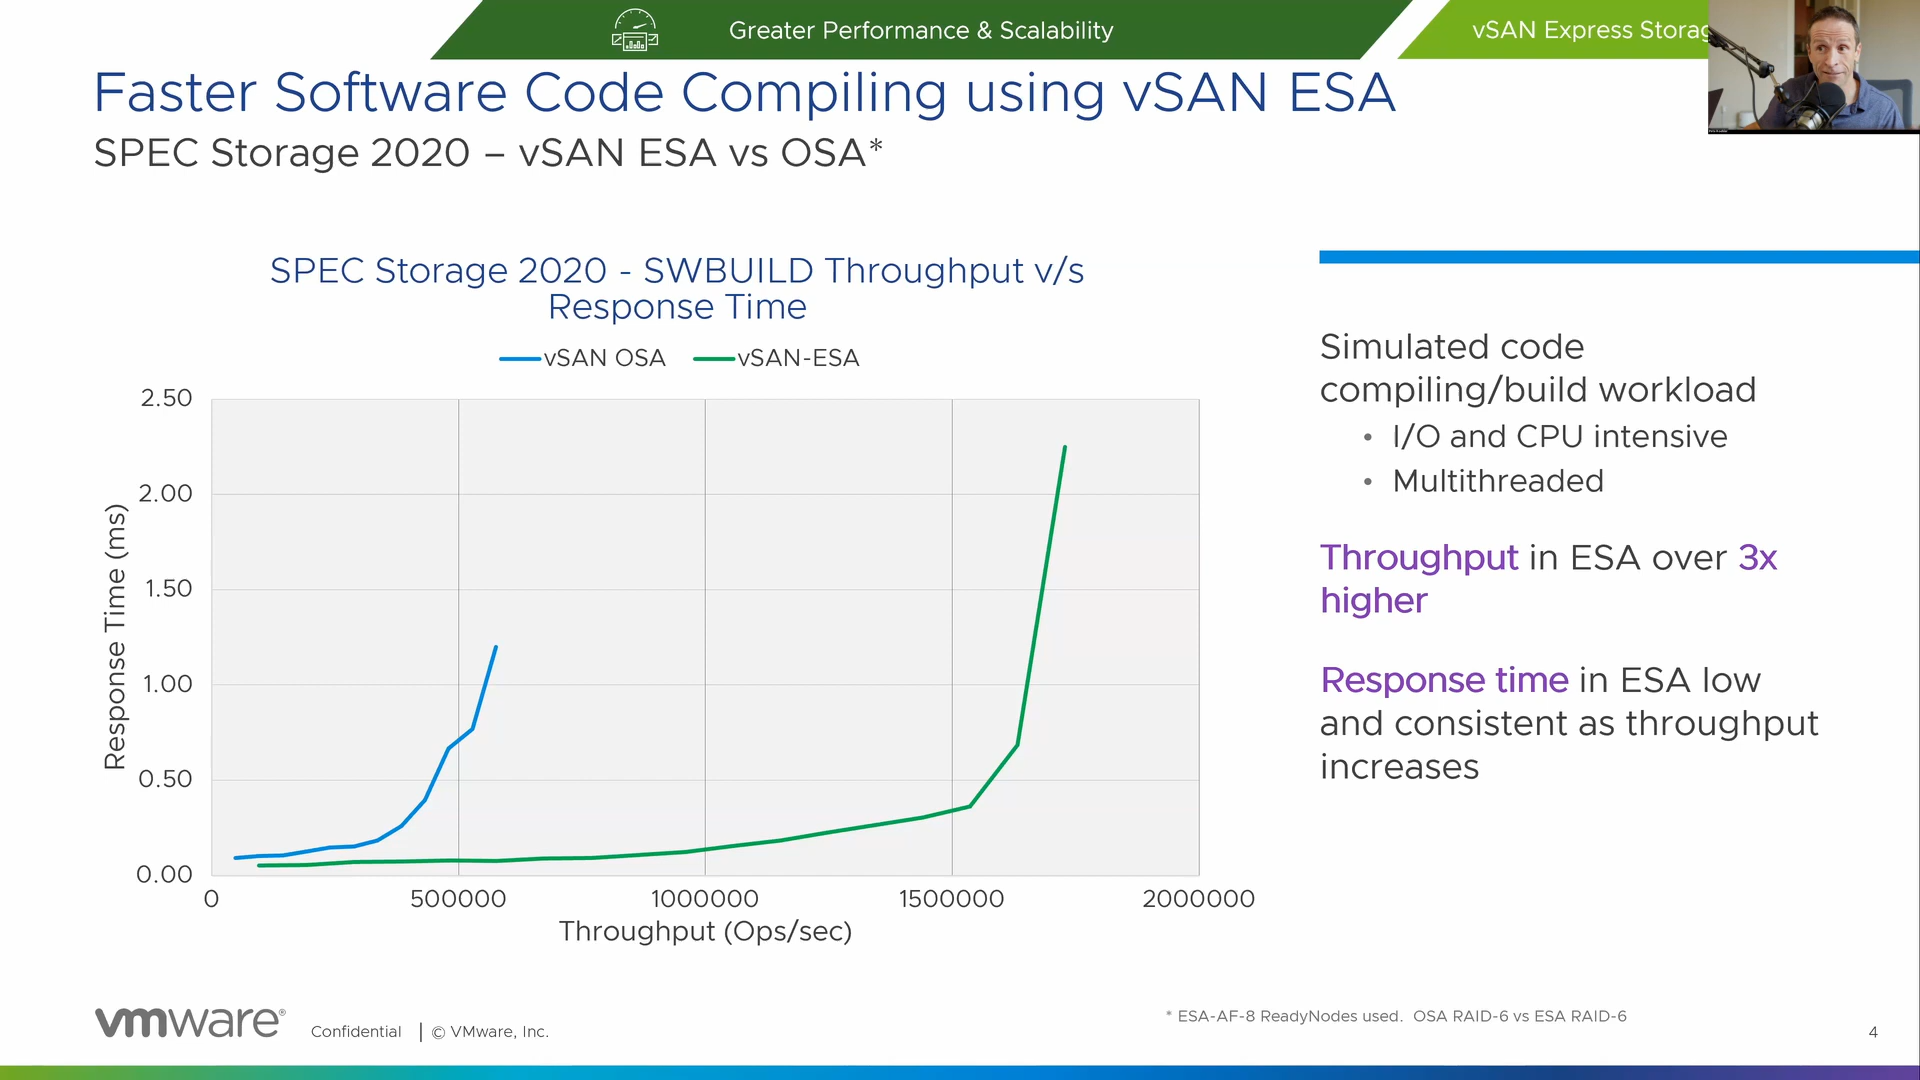 Greater Performance & Scalability
vSAN Express Storag
Faster Software Code Compiling using vSAN ESA
SPEC Storage 2020 – vSAN ESA vs OSA*
SPEC Storage 2020 - SWBUILD Throughput v/s
Response Time
vSAN OSA
vSAN-ESA
2.50
2.00
1.50
1.00
0.50
0.00
Response Time (ms)
0
500000
1000000
1500000
2000000
Throughput (Ops/sec)
Simulated code
compiling/build workload
• I/O and CPU intensive
• Multithreaded
Throughput in ESA over 3x
higher
Response time in ESA low
and consistent as throughput
increases
* ESA-AF-8 ReadyNodes used. OSA RAID-6 vs ESA RAID-6
vmware®
Confidential | © VMware, Inc.
4